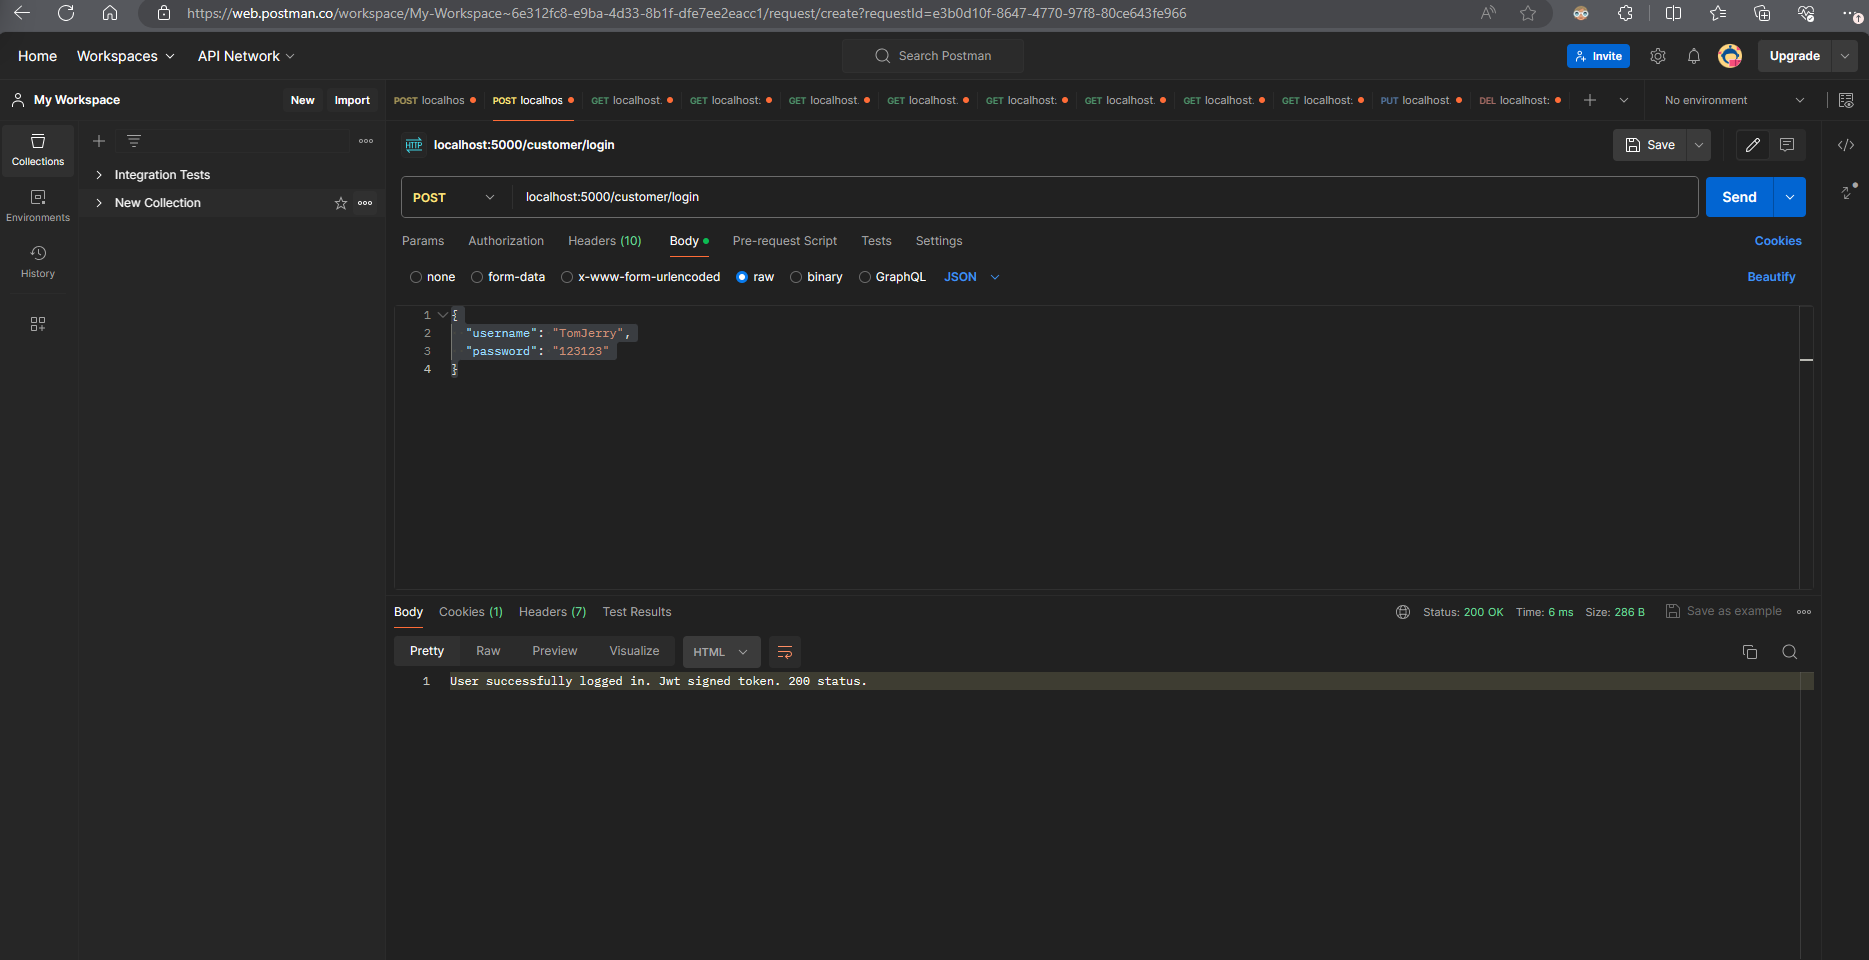 https://web.postman.co/workspace/My-Workspace~6e312fc8-e9ba-4d33-8b1f-dfe7ee2eacc1/request/create?requestId=e3b0d10f-8647-4770-97f8-80ce643fe966
Home Workspaces API Network Search Postman Invite Upgrade
My Workspace New Import POST localhos POST localhos GET localhost. GET localhost: GET localhost. GET localhost. GET localhost: GET localhost. GET localhost. GET localhost: PUT localhost. DEL localhost: No environment
Collections
Environments
History
Integration Tests
New Collection
HTTP localhost:5000/customer/login Save
POST localhost:5000/customer/login Send
Params Authorization Headers (10) Body Pre-request Script Tests Settings Cookies
none form-data x-www-form-urlencoded raw binary GraphQL JSON Beautify
1 {
2 "username": "TomJerry",
3 "password": "123123"
4 }
Body Cookies (1) Headers (7) Test Results Status: 200 OK Time: 6 ms Size: 286 B Save as example
Pretty Raw Preview Visualize HTML
1 User successfully logged in. Jwt signed token. 200 status.